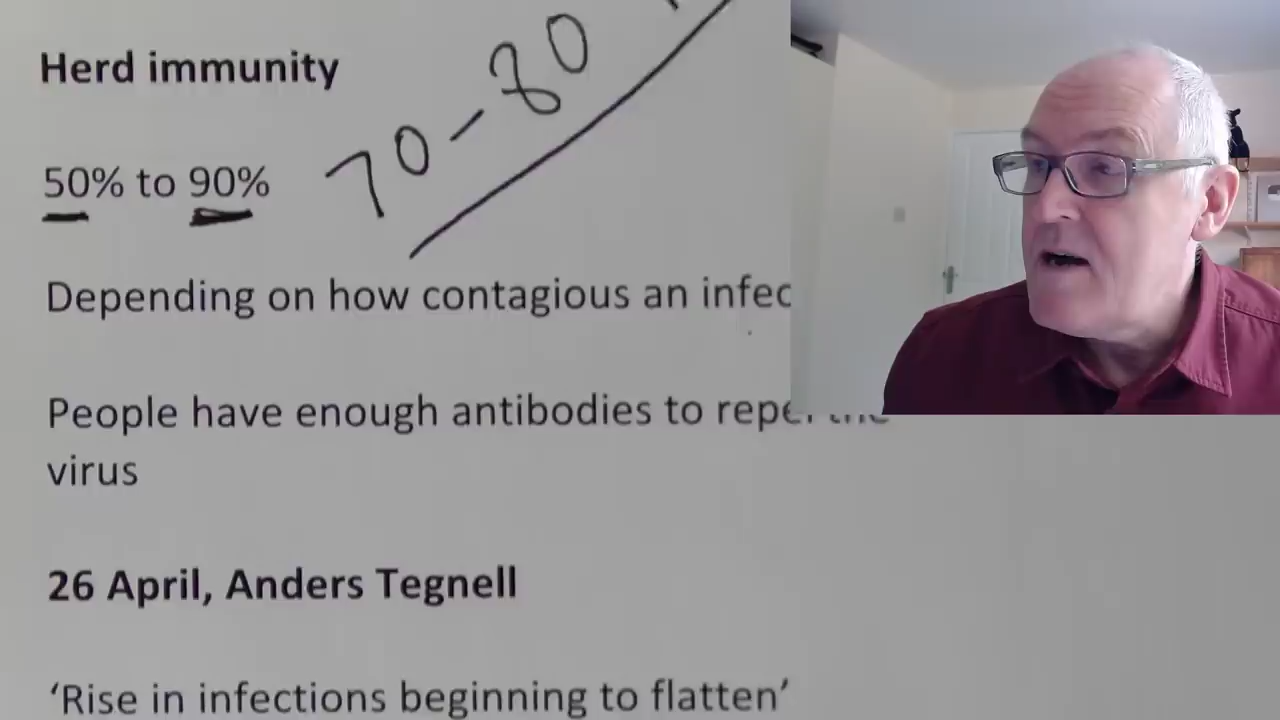 Herd immunity
70-80
50% to 90%
Depending on how contagious an infec
People have enough antibodies to repel the
virus
26 April, Anders Tegnell
‘Rise in infections beginning to flatten’